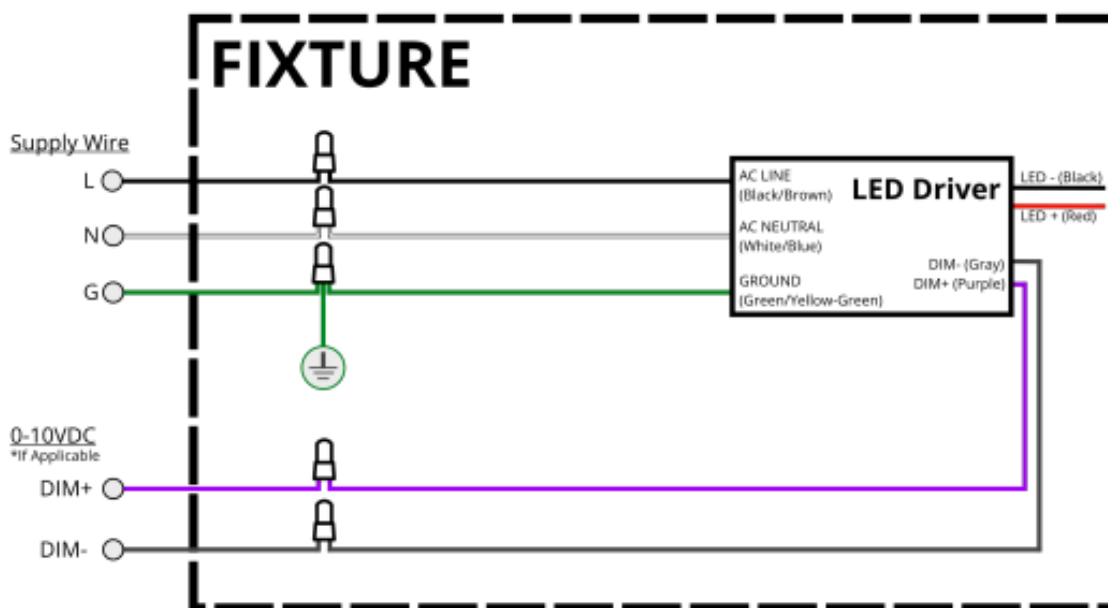 FIXTURE
Supply Wire
L
N
G
AC LINE
(Black/Brown)
LED Driver
AC NEUTRAL
(White/Blue)
GROUND
(Green/Yellow-Green)
DIM- (Gray)
DIM+ (Purple)
LED - (Black)
LED + (Red)
0-10VDC
*If Applicable
DIM+
DIM-